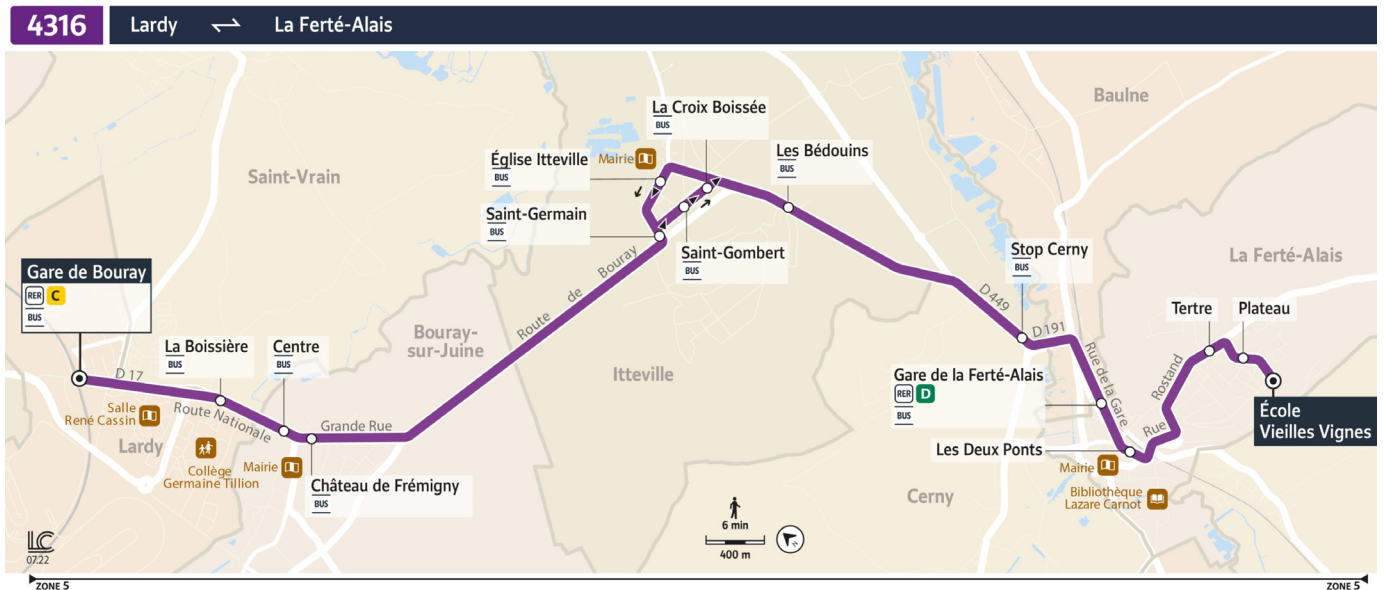 4316 Lardy La Ferté-Alais
Baulne
La Croix Boissée
BUS
Les Bédouins
BUS
Église Itteville
BUS
Mairie
Saint-Vrain
Saint-Germain
BUS
Saint-Gombert
BUS
Stop Cerny
BUS
La Ferté-Alais
Gare de Bouray
RER C
BUS
Route de Bouray
D 449
D 191
Tertre
Plateau
Bouray-
sur-Juine
La Boissière
BUS
Centre
BUS
Itteville
D 17
Gare de la Ferté-Alais
RER D
BUS
Rue de la Gare
Rue Rostand
École
Vieilles Vignes
Salle
René Cassin
Route Nationale
Grande Rue
Lardy
Les Deux Ponts
Collège
Germaine Tillion
Mairie
Château de Frémigny
BUS
Mairie
Bibliothèque
Lazare Carnot
Cerny
6 min
400 m
N
LC
07.22
ZONE 5
ZONE 5